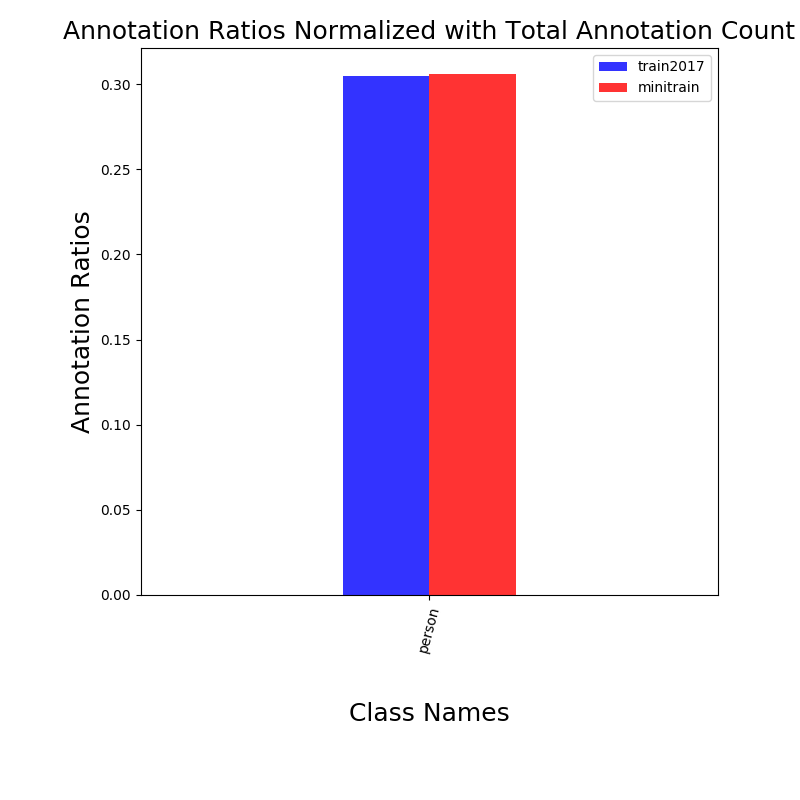 Annotation Ratios Normalized with Total Annotation Count
train2017
minitrain
0.30
0.25
0.20
0.15
0.10
0.05
0.00
Annotation Ratios
person
Class Names